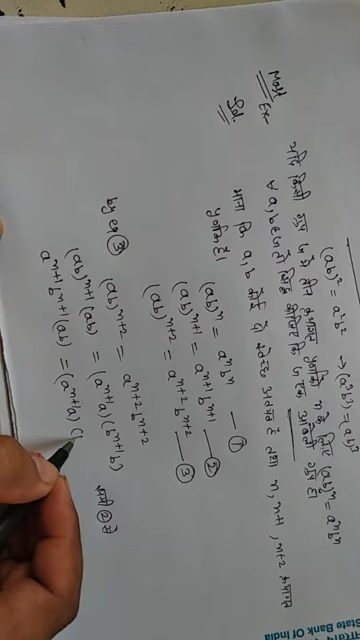 (ab)² = a²b² → (a³b³) = a b³
Most Ex- यदि किसी ग्रुप G में तीन क्रमागत पूर्णांक n के लिए (ab)ⁿ = aⁿbⁿ
∀ a, b ∈ G तो सिद्ध कीजिए कि G एक आबेली ग्रुप है।
Sol. माना कि a, b कोई दो स्वेच्छ अवयव हैं तथा n, n+1, n+2 क्रमागत
पूर्णांक हैं।
(ab)ⁿ = aⁿbⁿ — ①
(ab)ⁿ⁺¹ = aⁿ⁺¹bⁿ⁺¹ — ②
(ab)ⁿ⁺² = aⁿ⁺²bⁿ⁺² — ③
by eq ③ (ab)ⁿ⁺² = aⁿ⁺²bⁿ⁺²
(ab)ⁿ⁺¹(ab) = (aⁿ⁺¹a)(bⁿ⁺¹b) समी ② से
aⁿ⁺¹bⁿ⁺¹(ab) = (aⁿ⁺¹a)(
State Bank Of India